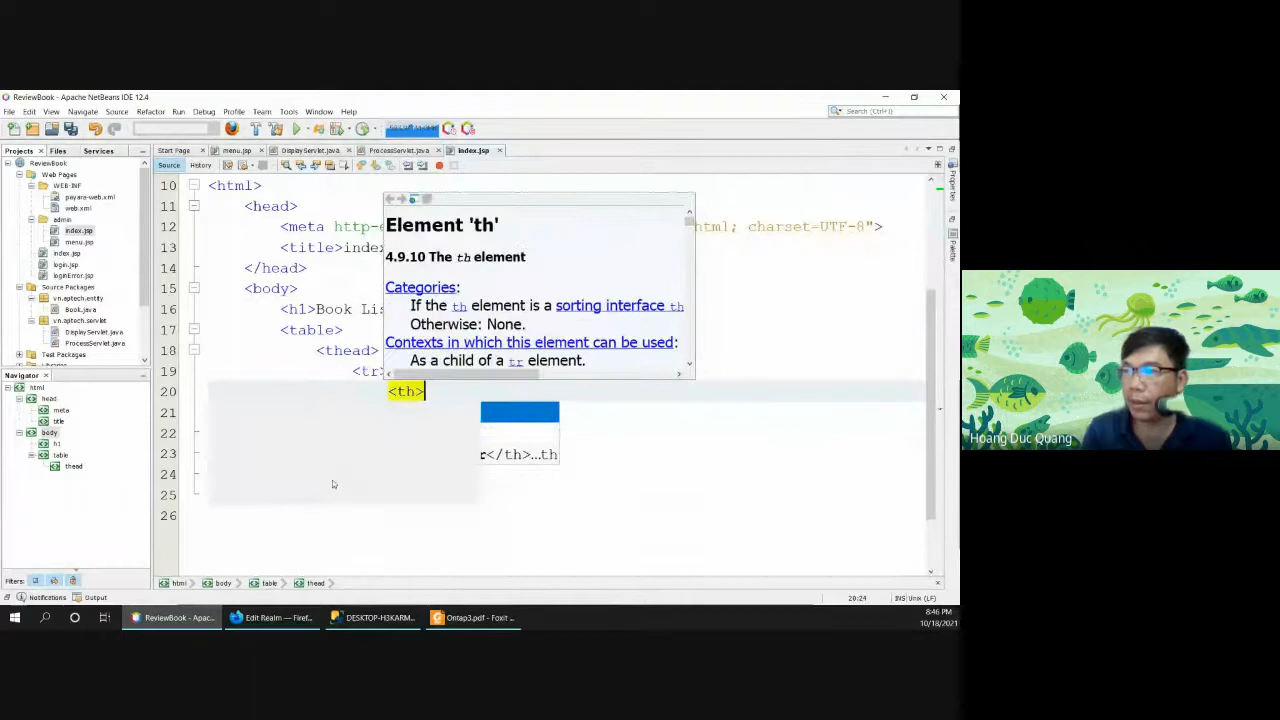 ReviewBook - Apache NetBeans IDE 12.4
File Edit View Navigate Source Refactor Run Debug Profile Team Tools Window Help
Search (Ctrl+I)
Projects Files Services
Start Page menu.jsp DisplayServlet.java ProcessServlet.java index.jsp
Source History
ReviewBook
Web Pages
WEB-INF
payara-web.xml
web.xml
admin
index.jsp
menu.jsp
index.jsp
login.jsp
loginError.jsp
Source Packages
vn.aptech.entity
Book.java
vn.aptech.servlet
DisplayServlet.java
ProcessServlet.java
Test Packages
Navigator
html
head
meta
title
body
h1
table
thead
Filters:
10 <html>
11 <head>
12 <meta http-e
html; charset=UTF-8">
13 <title>index
14 </head>
15 <body>
16 <h1>Book Lis
17 <table>
18 <thead>
19 <tr>
20 <th>
21
22
23 r</th>...th
24
25
26
Element 'th'
4.9.10 The th element
Categories:
If the th element is a sorting interface th
Otherwise: None.
Contexts in which this element can be used:
As a child of a tr element.
Properties
Palette
html body table thead
Notifications Output
20:24 INS Unix (LF)
ReviewBook - Apac...
Edit Realm — Firef...
DESKTOP-H3KARM...
Ontap3.pdf - Foxit ...
8:46 PM
10/18/2021
Hoang Duc Quang